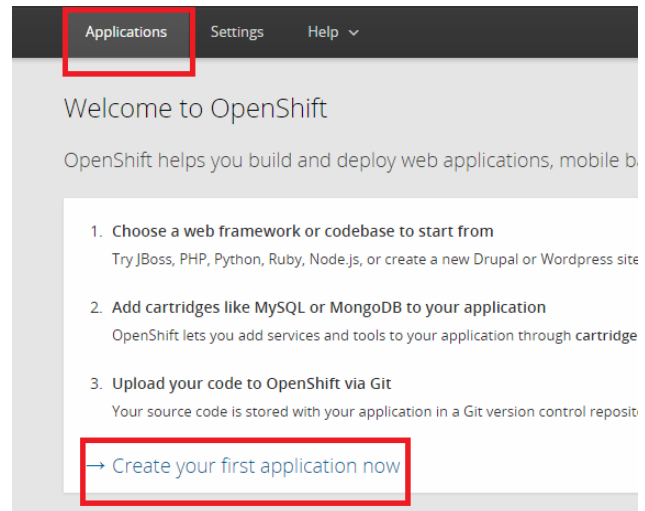 Applications Settings Help
Welcome to OpenShift
OpenShift helps you build and deploy web applications, mobile
1. Choose a web framework or codebase to start from
Try JBoss, PHP, Python, Ruby, Node.js, or create a new Drupal or Wordpress site
2. Add cartridges like MySQL or MongoDB to your application
OpenShift lets you add services and tools to your application through cartridge
3. Upload your code to OpenShift via Git
Your source code is stored with your application in a Git version control
→ Create your first application now